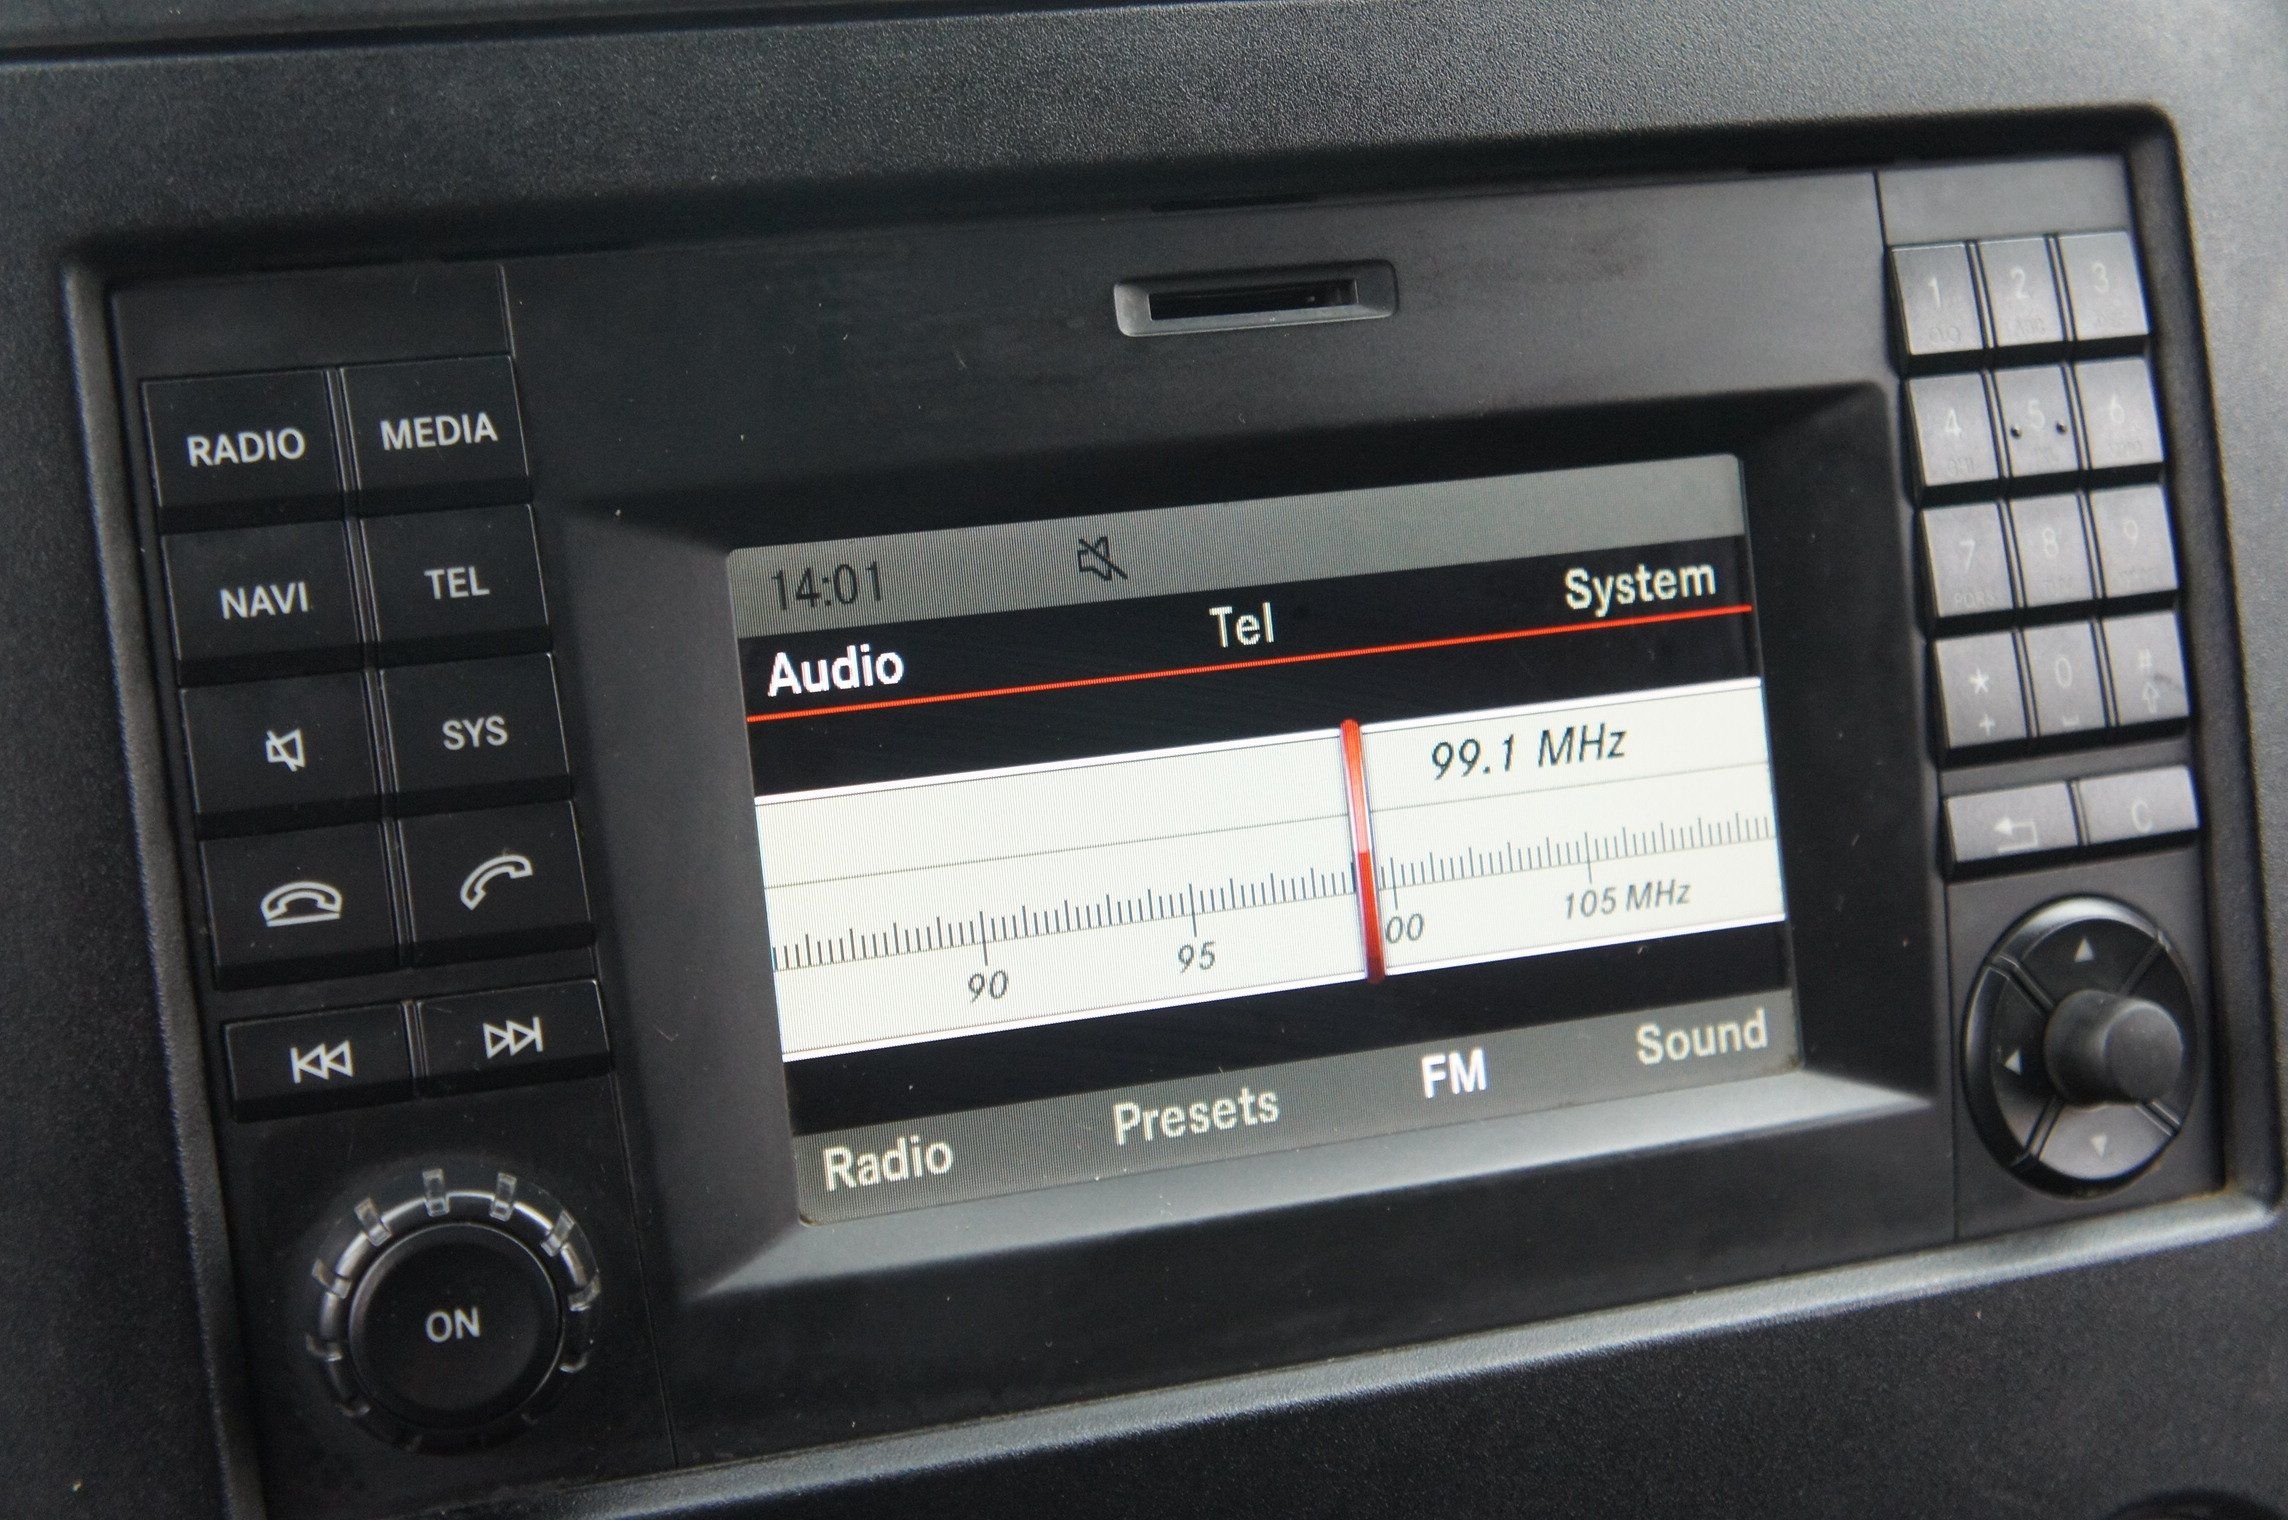 RADIO MEDIA
NAVI TEL
SYS
ON
14:01
Audio Tel System
99.1 MHz
90 95 00 105 MHz
Radio Presets FM Sound
1 2 3
4 5 6
7 8 9
PQRS
* 0 #
+
C